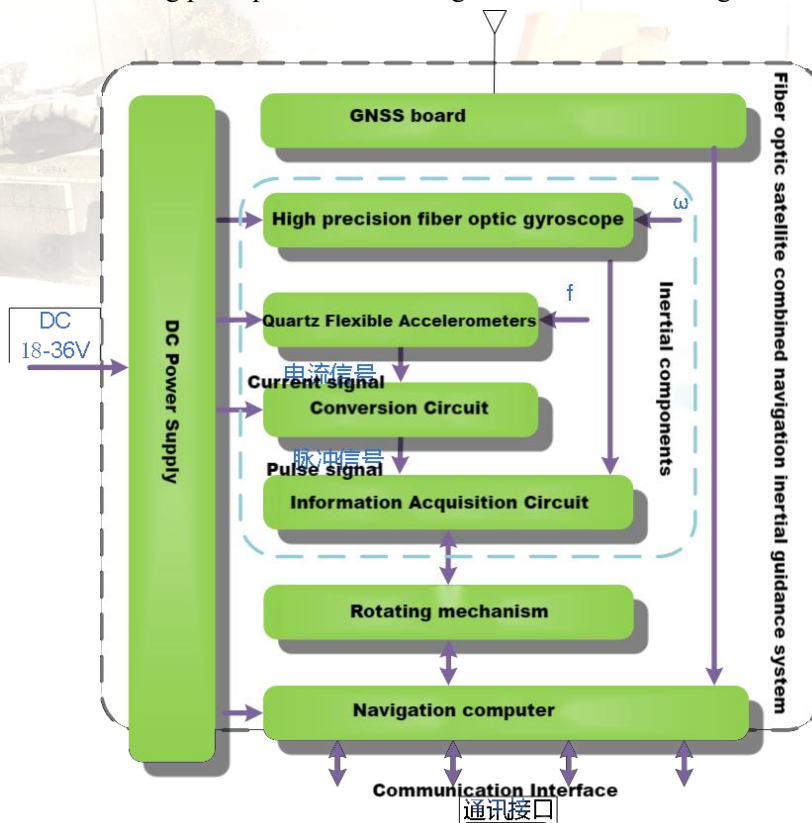 GNSS board
Fiber optic satellite combined navigation inertial guidance system
High precision fiber optic gyroscope
ω
Inertial components
DC
18-36V
DC Power Supply
Quartz Flexible Accelerometers
f
电流信号
Current signal
Conversion Circuit
脉冲信号
Pulse signal
Information Acquisition Circuit
Rotating mechanism
Navigation computer
Communication Interface
通讯接口